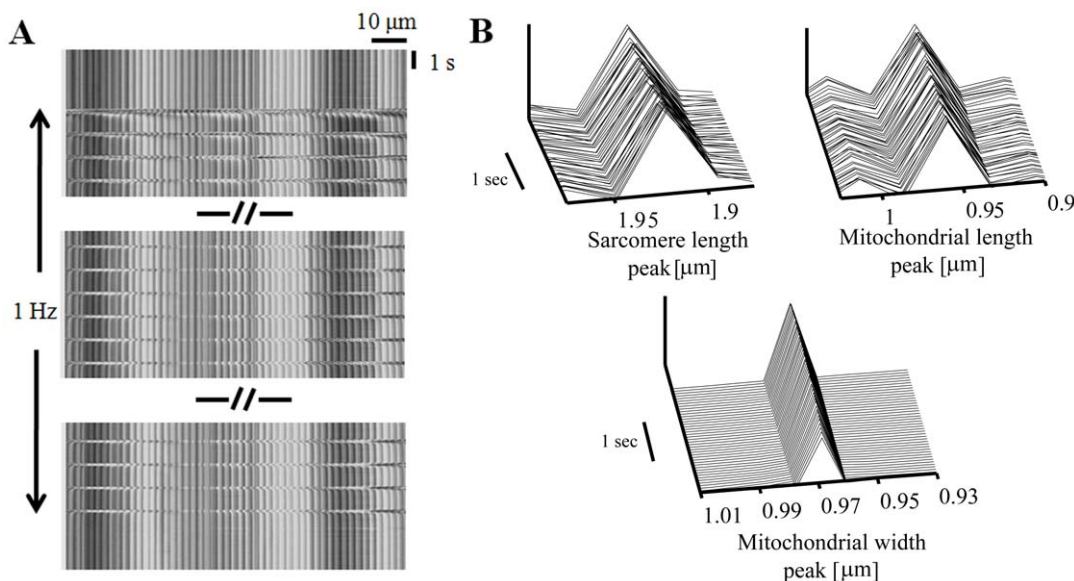 A
10 μm
1 s
1 Hz
B
1 sec
1.95
1.9
Sarcomere length
peak [μm]
1
0.95
0.9
Mitochondrial length
peak [μm]
1 sec
1.01
0.99
0.97
0.95
0.93
Mitochondrial width
peak [μm]